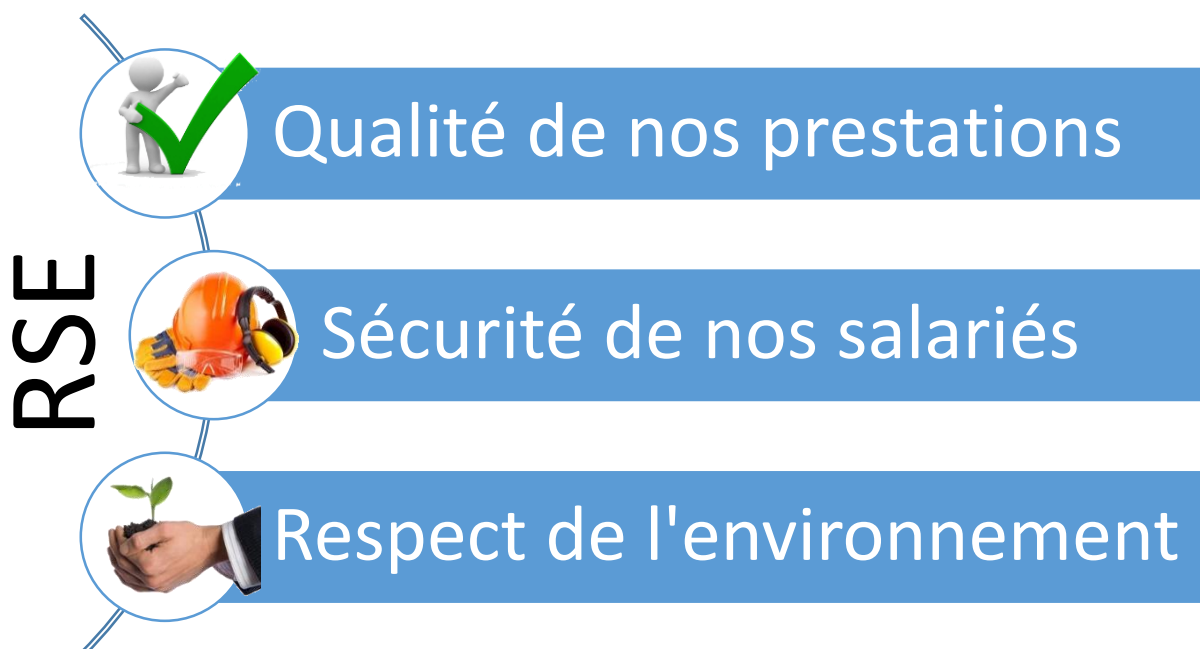 RSE
Qualité de nos prestations
Sécurité de nos salariés
Respect de l'environnement